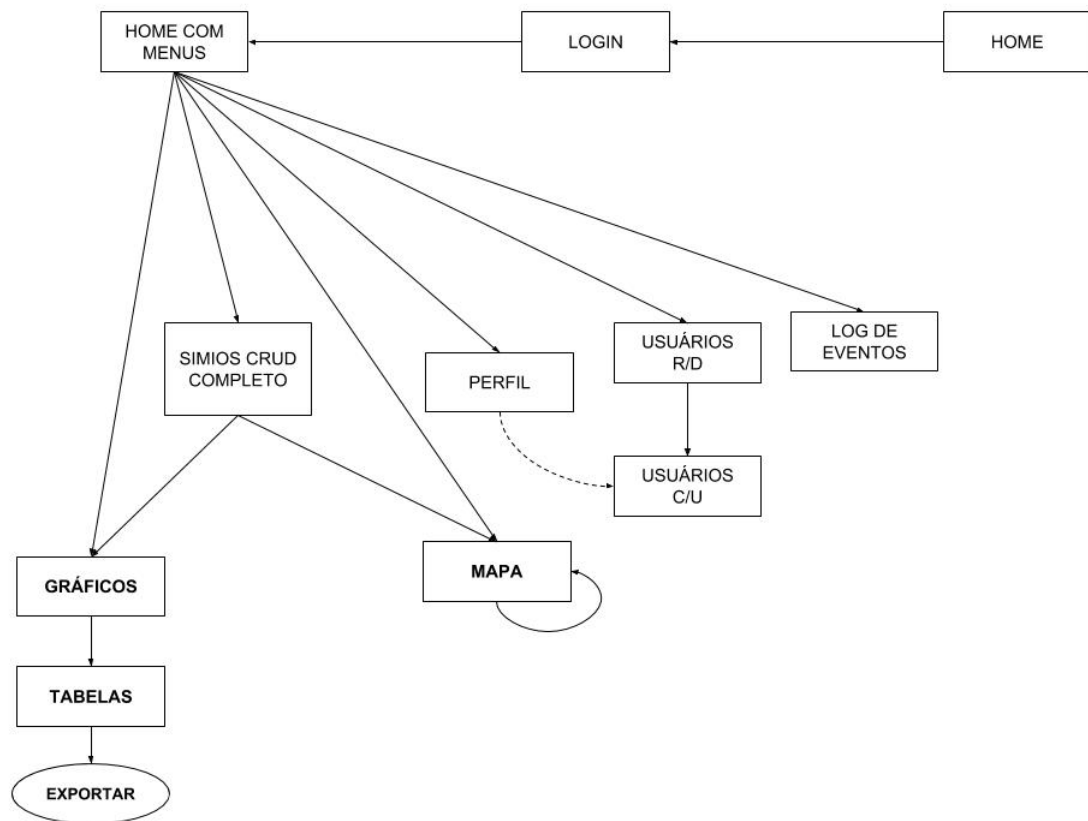 HOME COM
MENUS
LOGIN
HOME
SIMIOS CRUD
COMPLETO
PERFIL
USUÁRIOS
R/D
LOG DE
EVENTOS
USUÁRIOS
C/U
GRÁFICOS
MAPA
TABELAS
EXPORTAR